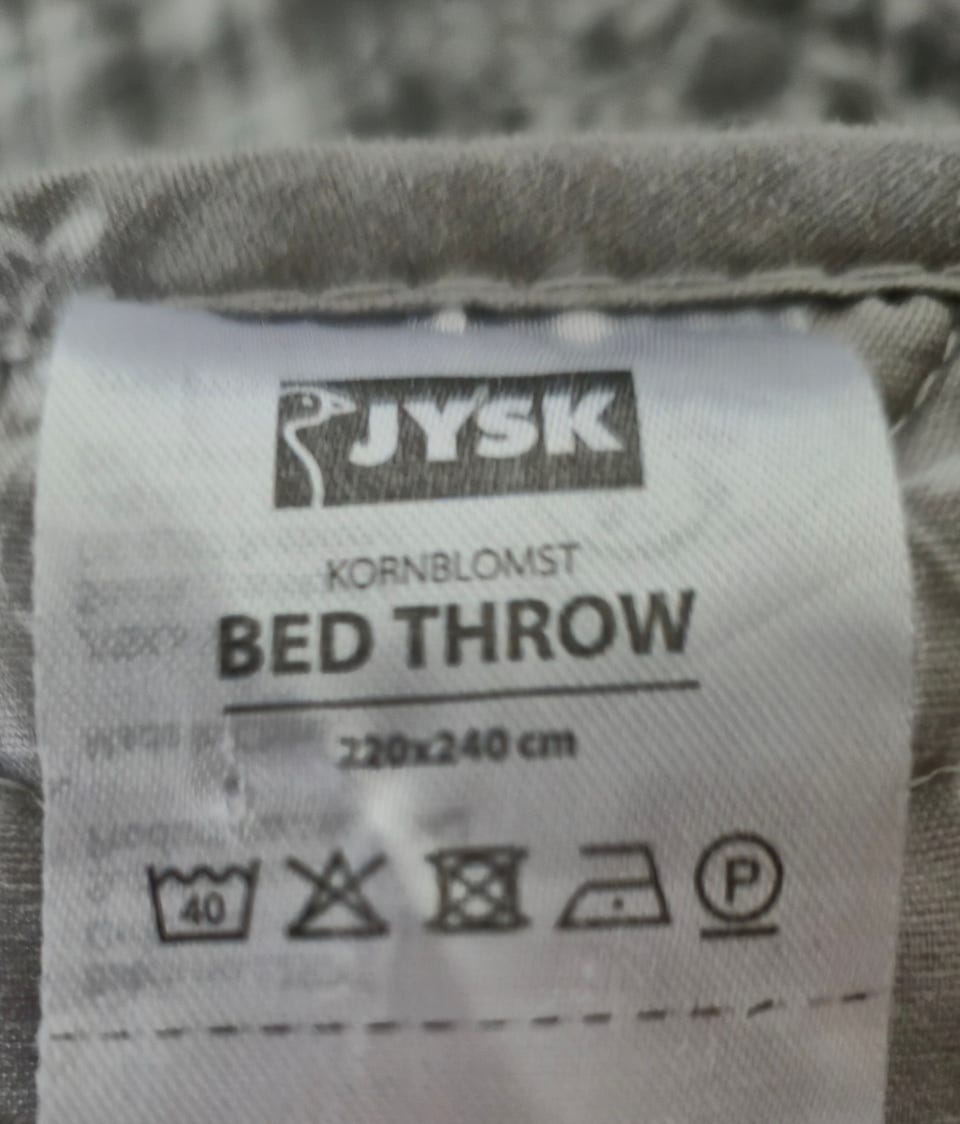 JYSK
KORNBLOMST
BED THROW
220x240 cm
40 P